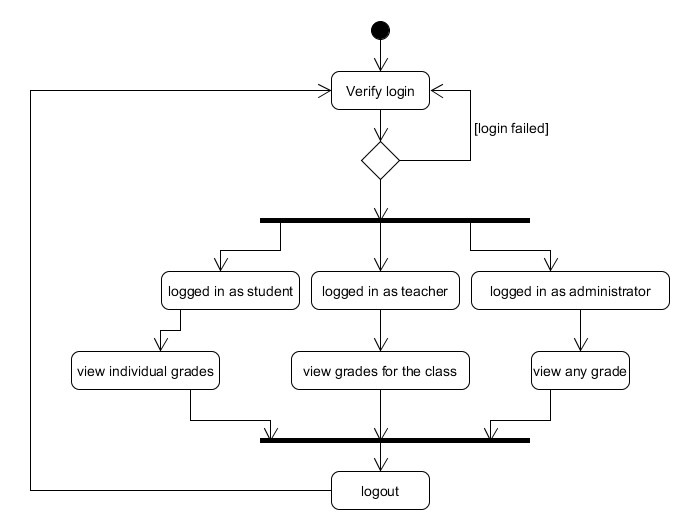 Verify login
[login failed]
logged in as student
logged in as teacher
logged in as administrator
view individual grades
view grades for the class
view any grade
logout